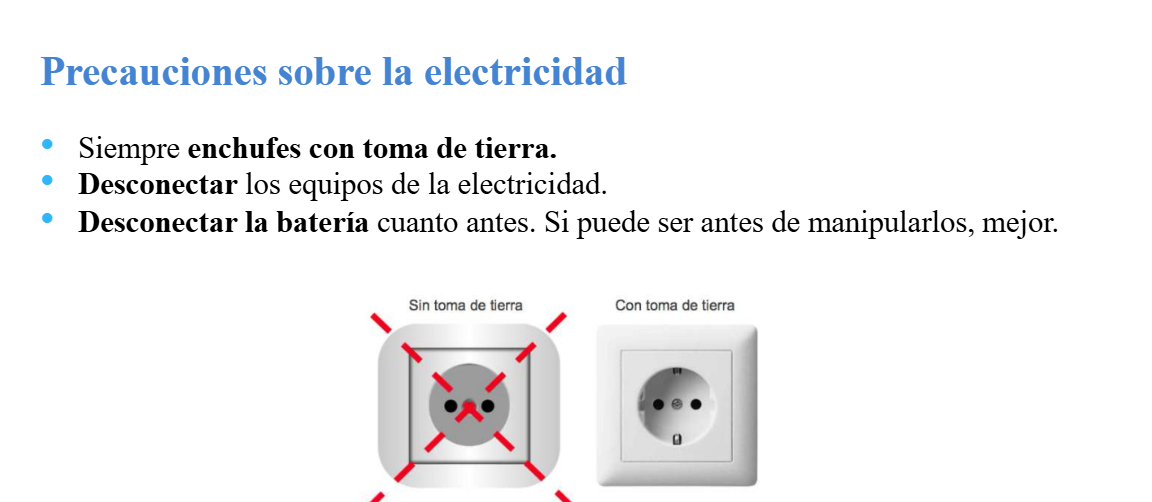 Precauciones sobre la electricidad
• Siempre enchufes con toma de tierra.
• Desconectar los equipos de la electricidad.
• Desconectar la batería cuanto antes. Si puede ser antes de manipularlos, mejor.
Sin toma de tierra
Con toma de tierra